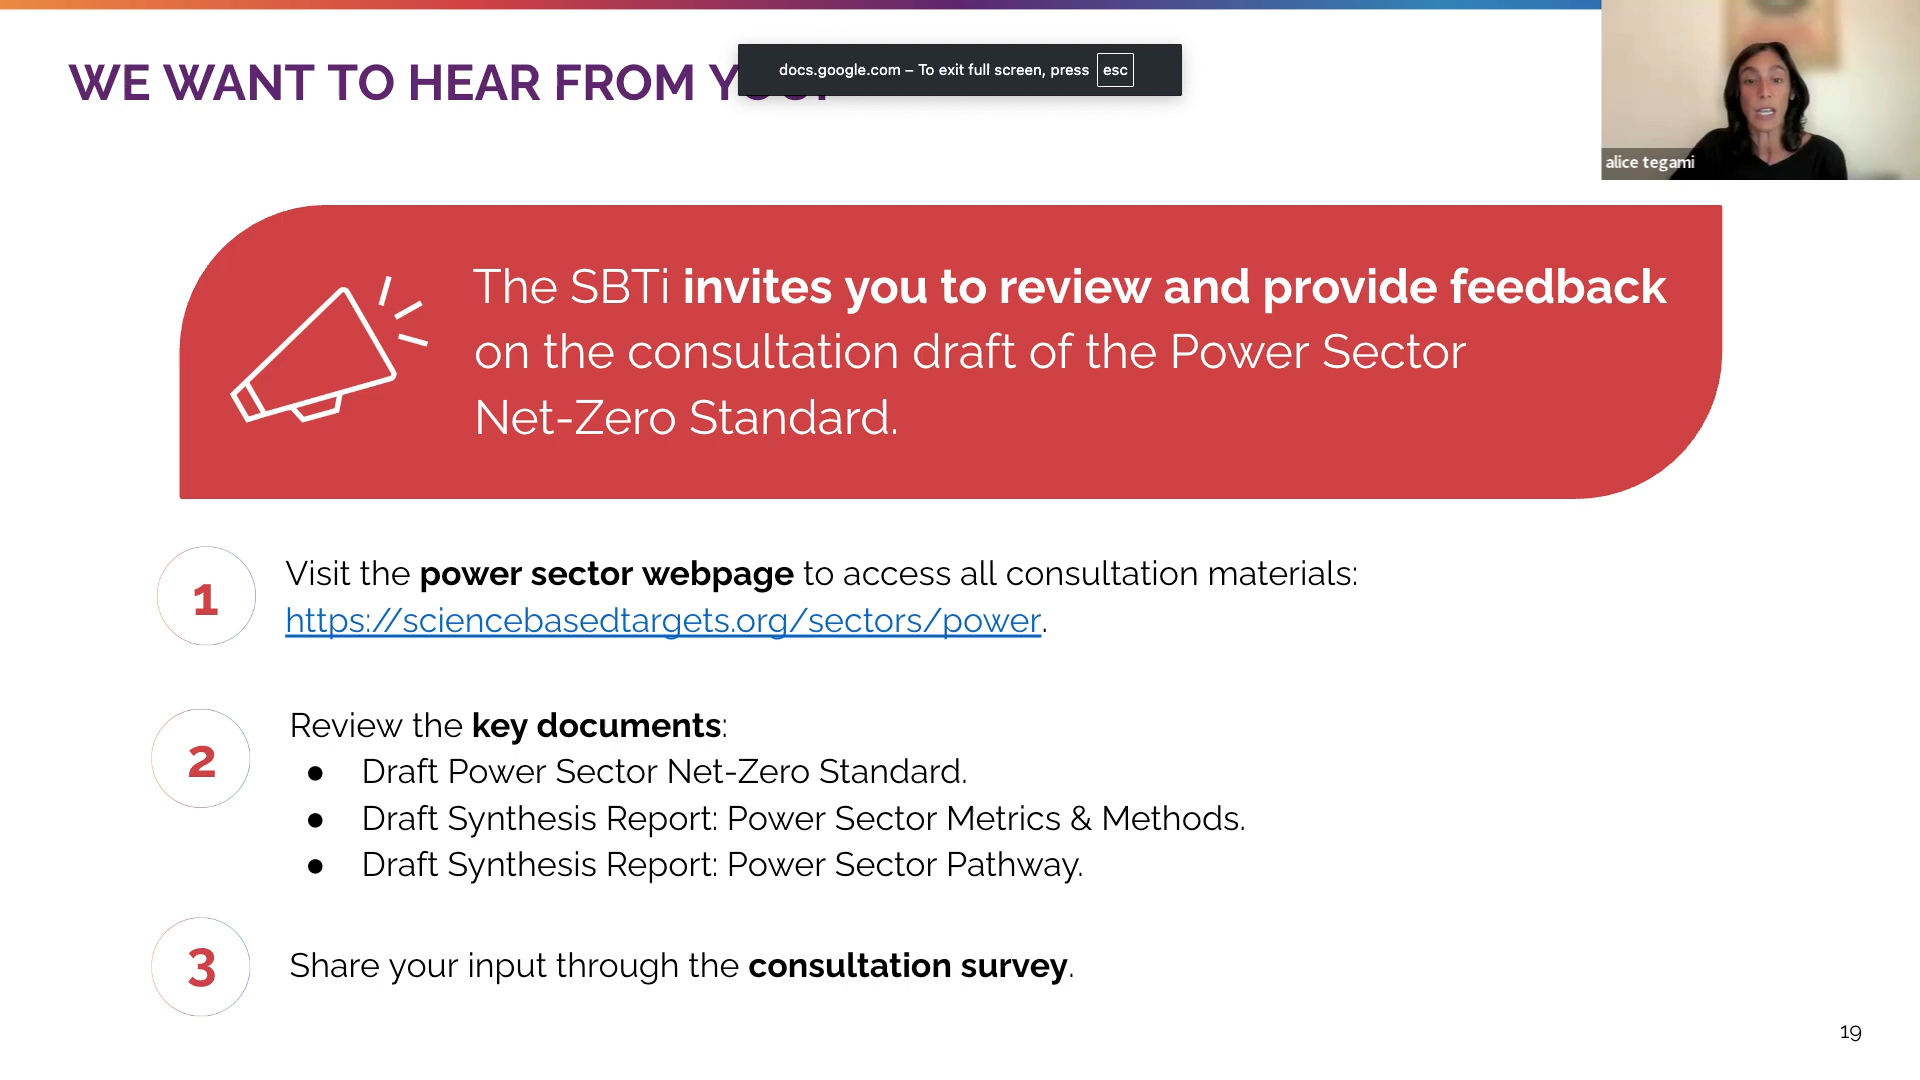 WE WANT TO HEAR FROM
docs.google.com – To exit full screen, press esc
alice tegami
The SBTi invites you to review and provide feedback
on the consultation draft of the Power Sector
Net-Zero Standard.
1
Visit the power sector webpage to access all consultation materials:
https://sciencebasedtargets.org/sectors/power.
2
Review the key documents:
● Draft Power Sector Net-Zero Standard.
● Draft Synthesis Report: Power Sector Metrics & Methods.
● Draft Synthesis Report: Power Sector Pathway.
3
Share your input through the consultation survey.
19